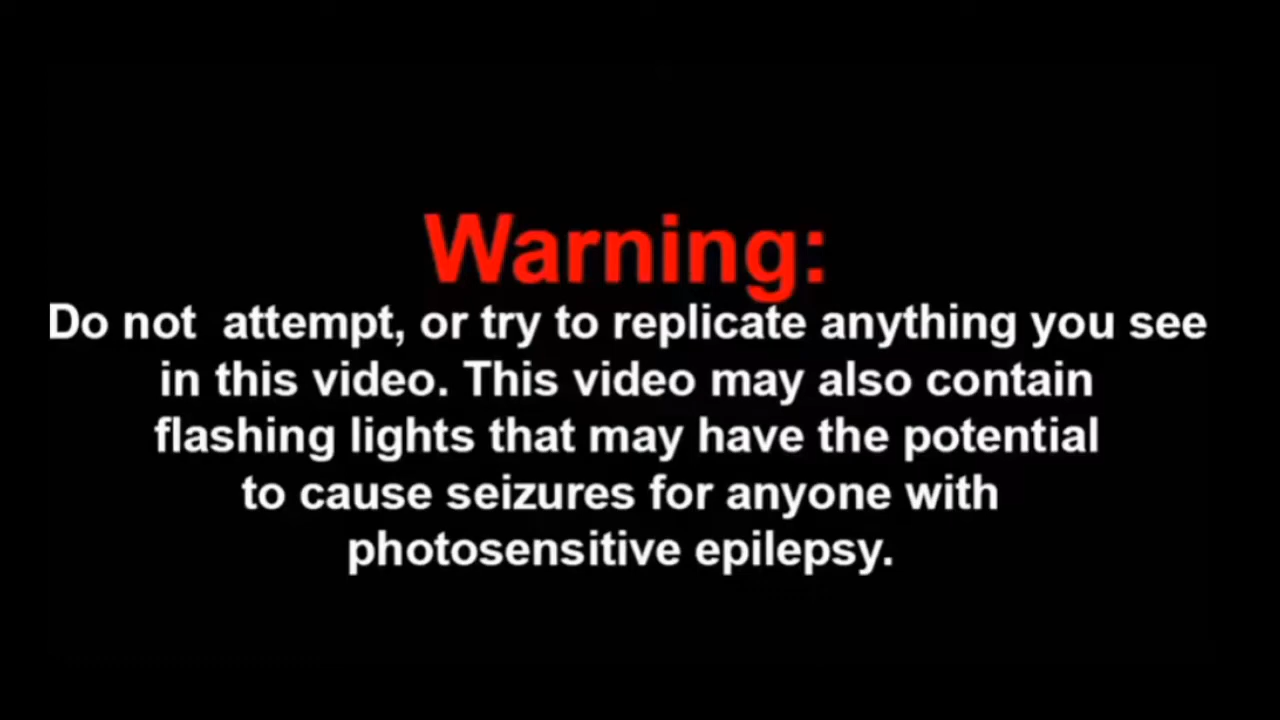 Warning:
Do not  attempt, or try to replicate anything you see
in this video. This video may also contain
flashing lights that may have the potential
to cause seizures for anyone with
photosensitive epilepsy.